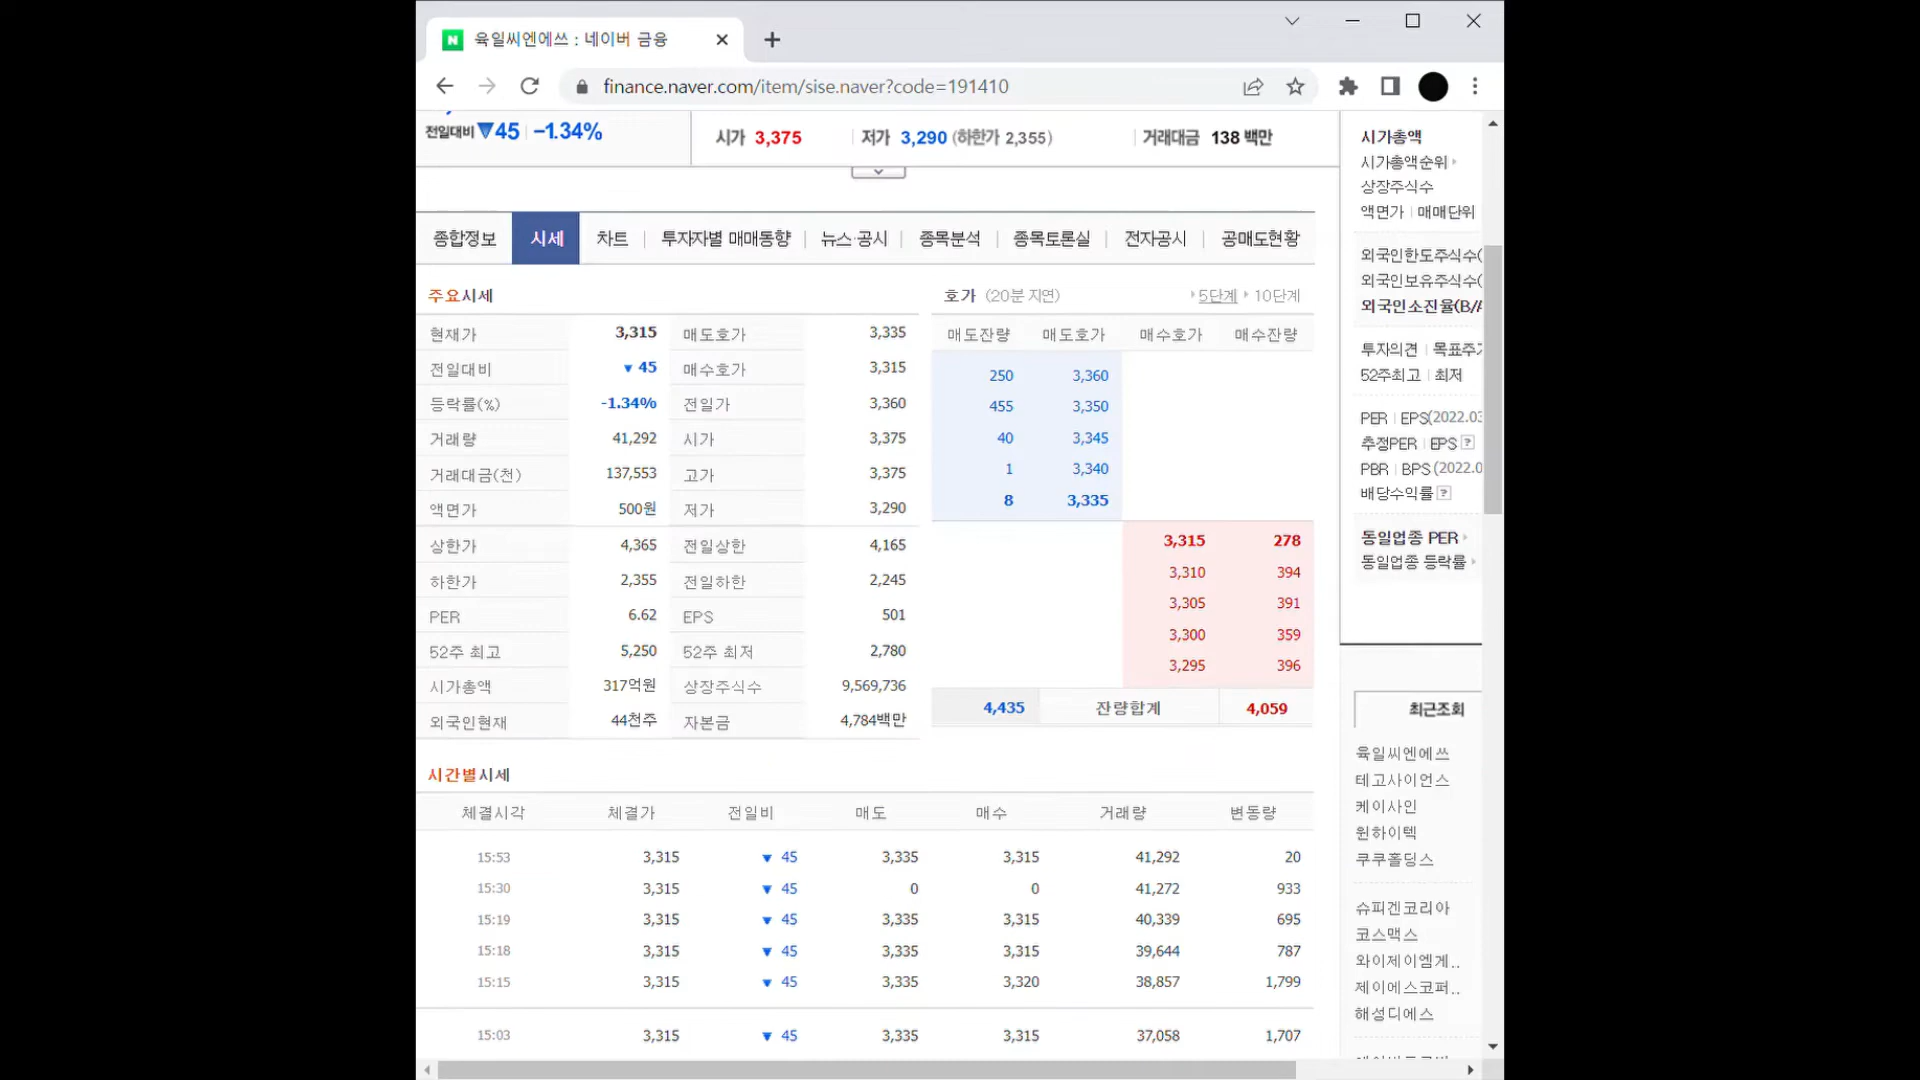 육일씨엔에쓰 : 네이버 금융
finance.naver.com/item/sise.naver?code=191410
전일대비 ▼45 | -1.34%
시가 3,375 저가 3,290 (하한가 2,355) 거래대금 138 백만
종합정보 시세 차트 투자자별 매매동향 뉴스·공시 종목분석 종목토론실 전자공시 공매도현황
주요시세
현재가 3,315 매도호가 3,335
전일대비 ▼ 45 매수호가 3,315
등락률(%) -1.34% 전일가 3,360
거래량 41,292 시가 3,375
거래대금(천) 137,553 고가 3,375
액면가 500원 저가 3,290
상한가 4,365 전일상한 4,165
하한가 2,355 전일하한 2,245
PER 6.62 EPS 501
52주 최고 5,250 52주 최저 2,780
시가총액 317억원 상장주식수 9,569,736
외국인현재 44천주 자본금 4,784백만
호가 (20분 지연) 5단계 10단계
매도잔량 매도호가 매수호가 매수잔량
250 3,360
455 3,350
40 3,345
1 3,340
8 3,335
3,315 278
3,310 394
3,305 391
3,300 359
3,295 396
4,435 잔량합계 4,059
시간별시세
체결시각 체결가 전일비 매도 매수 거래량 변동량
15:53 3,315 ▼ 45 3,335 3,315 41,292 20
15:30 3,315 ▼ 45 0 0 41,272 933
15:19 3,315 ▼ 45 3,335 3,315 40,339 695
15:18 3,315 ▼ 45 3,335 3,315 39,644 787
15:15 3,315 ▼ 45 3,335 3,320 38,857 1,799
15:03 3,315 ▼ 45 3,335 3,315 37,058 1,707
시가총액
시가총액순위
상장주식수
액면가 | 매매단위
외국인한도주식수(
외국인보유주식수(
외국인소진율(B/A
투자의견 | 목표주
52주최고 | 최저
PER | EPS(2022.03
추정PER | EPS ?
PBR | BPS (2022.0
배당수익률 ?
동일업종 PER
동일업종 등락률
최근조회
육일씨엔에쓰
테고사이언스
케이사인
윈하이텍
쿠쿠홀딩스
슈피겐코리아
코스맥스
와이제이엠게..
제이에스코퍼..
해성디에스